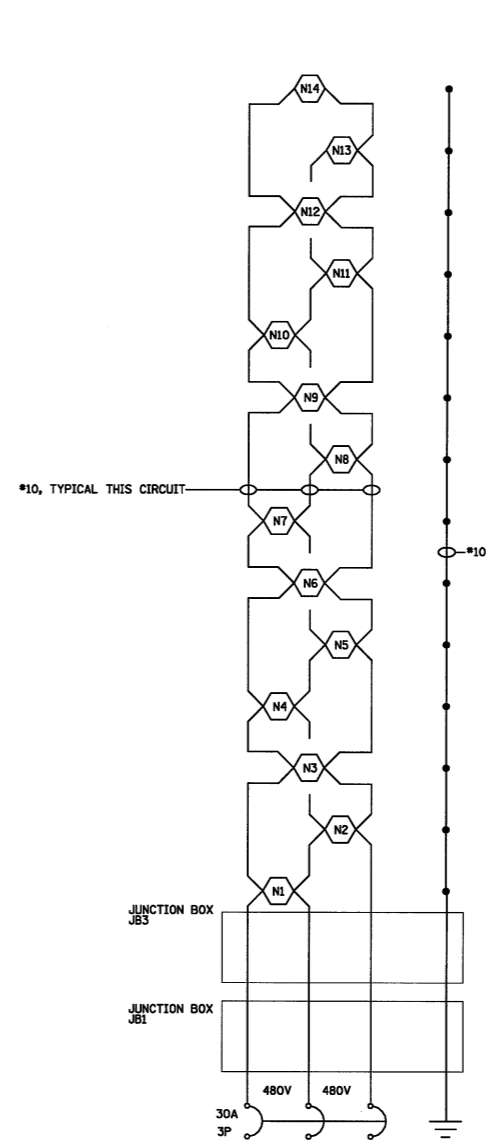 N14
N13
N12
N11
N10
N9
N8
#10, TYPICAL THIS CIRCUIT
N7
#10
N6
N5
N4
N3
N2
N1
JUNCTION BOX
JB3
JUNCTION BOX
JB1
480V 480V
30A
3P